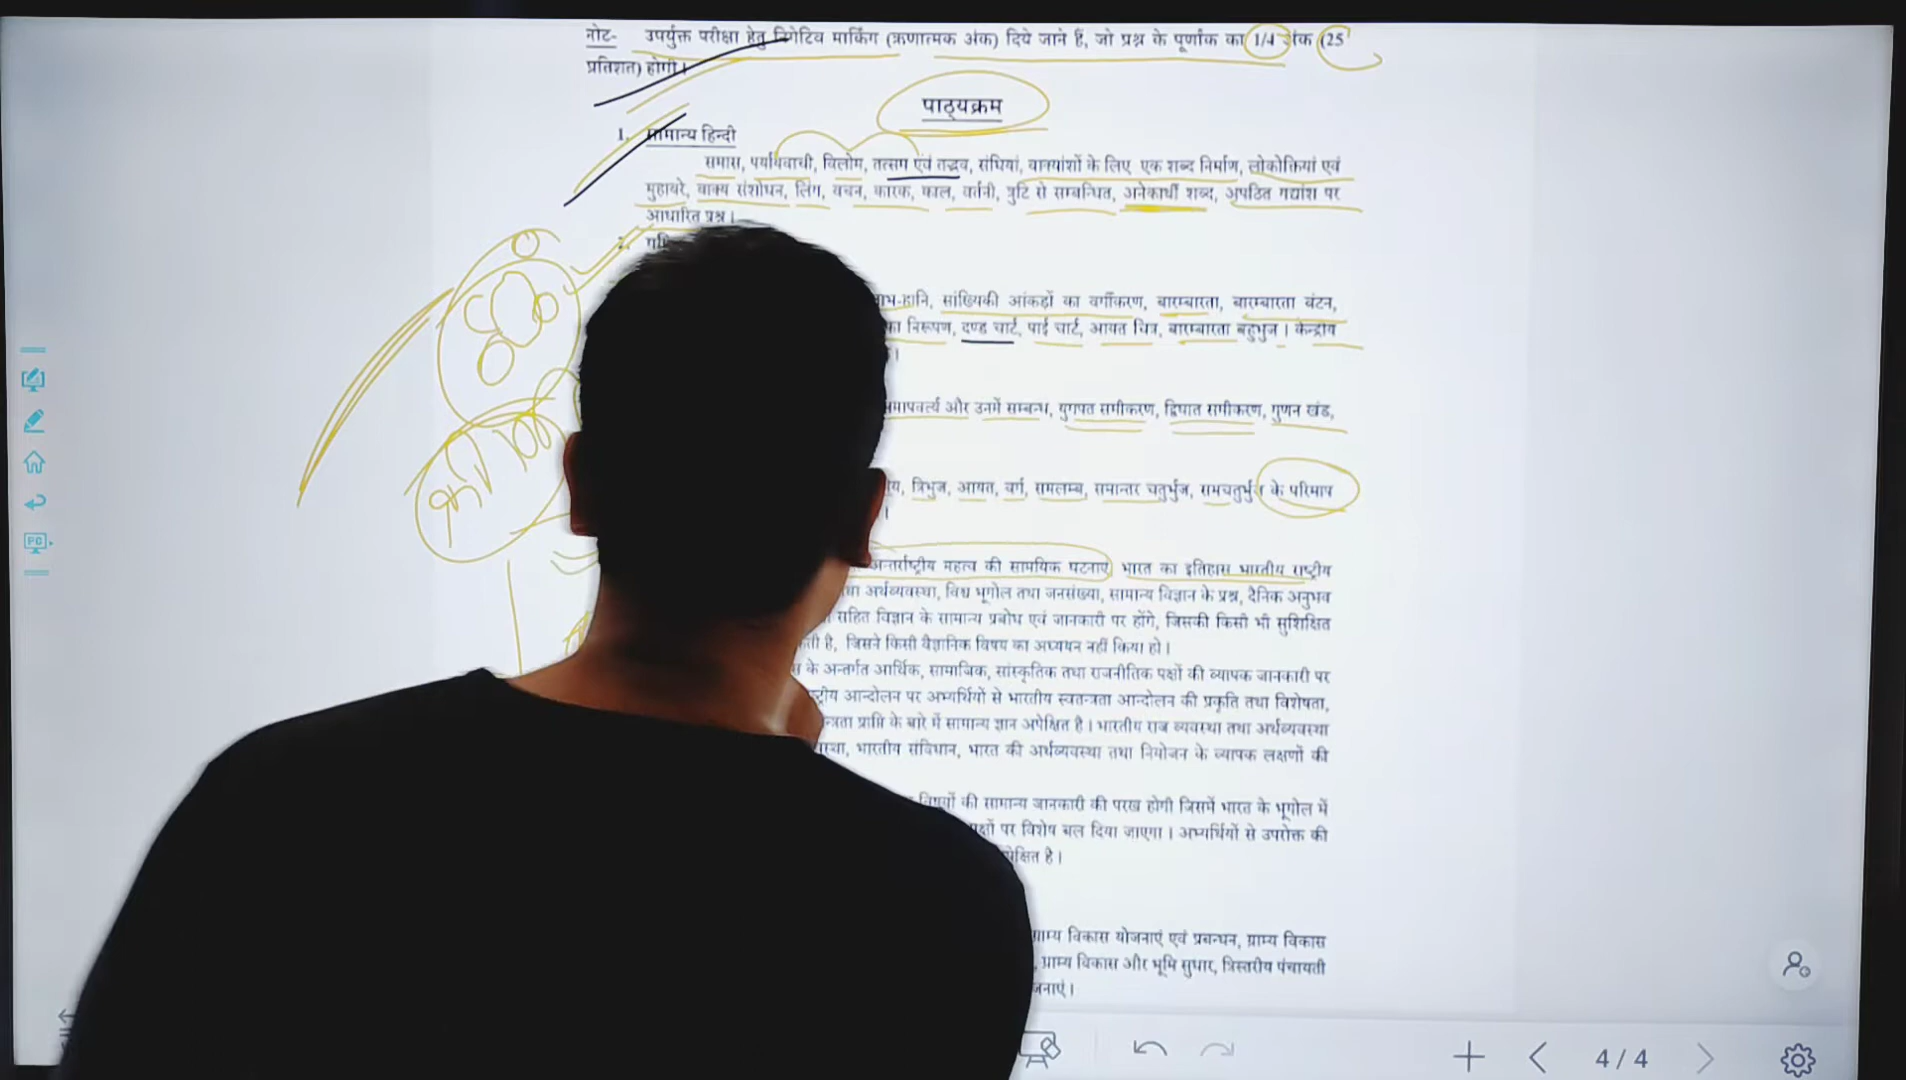 नोट- उपर्युक्त परीक्षा हेतु निगेटिव मार्किंग (ऋणात्मक अंक) दिये जाने हैं, जो प्रश्न के पूर्णांक का 1/4 अंक (25
प्रतिशत) होगी।
पाठ्यक्रम
1. सामान्य हिन्दी
समास, पर्यायवाची, विलोम, तत्सम एवं तद्भव, संधियां, वाक्यांशों के लिए एक शब्द निर्माण, लोकोक्तियां एवं
मुहावरे, वाक्य संशोधन, लिंग, वचन, कारक, काल, वर्तनी, त्रुटि से सम्बन्धित, अनेकार्थी शब्द, अपठित गद्यांश पर
आधारित प्रश्न।
2.
सांख्यिकी आंकड़ों का वर्गीकरण, बारम्बारता, बारम्बारता बंटन,
का निरूपण, दण्ड चार्ट, पाई चार्ट, आयत चित्र, बारम्बारता बहुभुज। केन्द्रीय
और उनमें सम्बन्ध, युगपत समीकरण, द्विघात समीकरण, गुणन खंड,
त्रिभुज, आयत, वर्ग, समलम्ब, समान्तर चतुर्भुज, समचतुर्भुज के परिमाप
अन्तर्राष्ट्रीय महत्व की सामयिक घटनाएं भारत का इतिहास भारतीय राष्ट्रीय
अर्थव्यवस्था, विश्व भूगोल तथा जनसंख्या, सामान्य विज्ञान के प्रश्न, दैनिक अनुभव
सहित विज्ञान के सामान्य प्रबोध एवं जानकारी पर होंगे, जिसकी किसी भी सुशिक्षित
है, जिसने किसी वैज्ञानिक विषय का अध्ययन नहीं किया हो।
के अन्तर्गत आर्थिक, सामाजिक, सांस्कृतिक तथा राजनीतिक पक्षों की व्यापक जानकारी पर
आन्दोलन पर अभ्यर्थियों से भारतीय स्वतन्त्रता आन्दोलन की प्रकृति तथा विशेषता,
प्राप्ति के बारे में सामान्य ज्ञान अपेक्षित है। भारतीय राज व्यवस्था तथा अर्थव्यवस्था
भारतीय संविधान, भारत की अर्थव्यवस्था तथा नियोजन के व्यापक लक्षणों की
विषयों की सामान्य जानकारी की परख होगी जिसमें भारत के भूगोल में
पर विशेष बल दिया जाएगा। अभ्यर्थियों से उपरोक्त की
है।
ग्राम्य विकास योजनाएं एवं प्रबन्धन, ग्राम्य विकास
ग्राम्य विकास और भूमि सुधार, त्रिस्तरीय पंचायती
PC
4/4